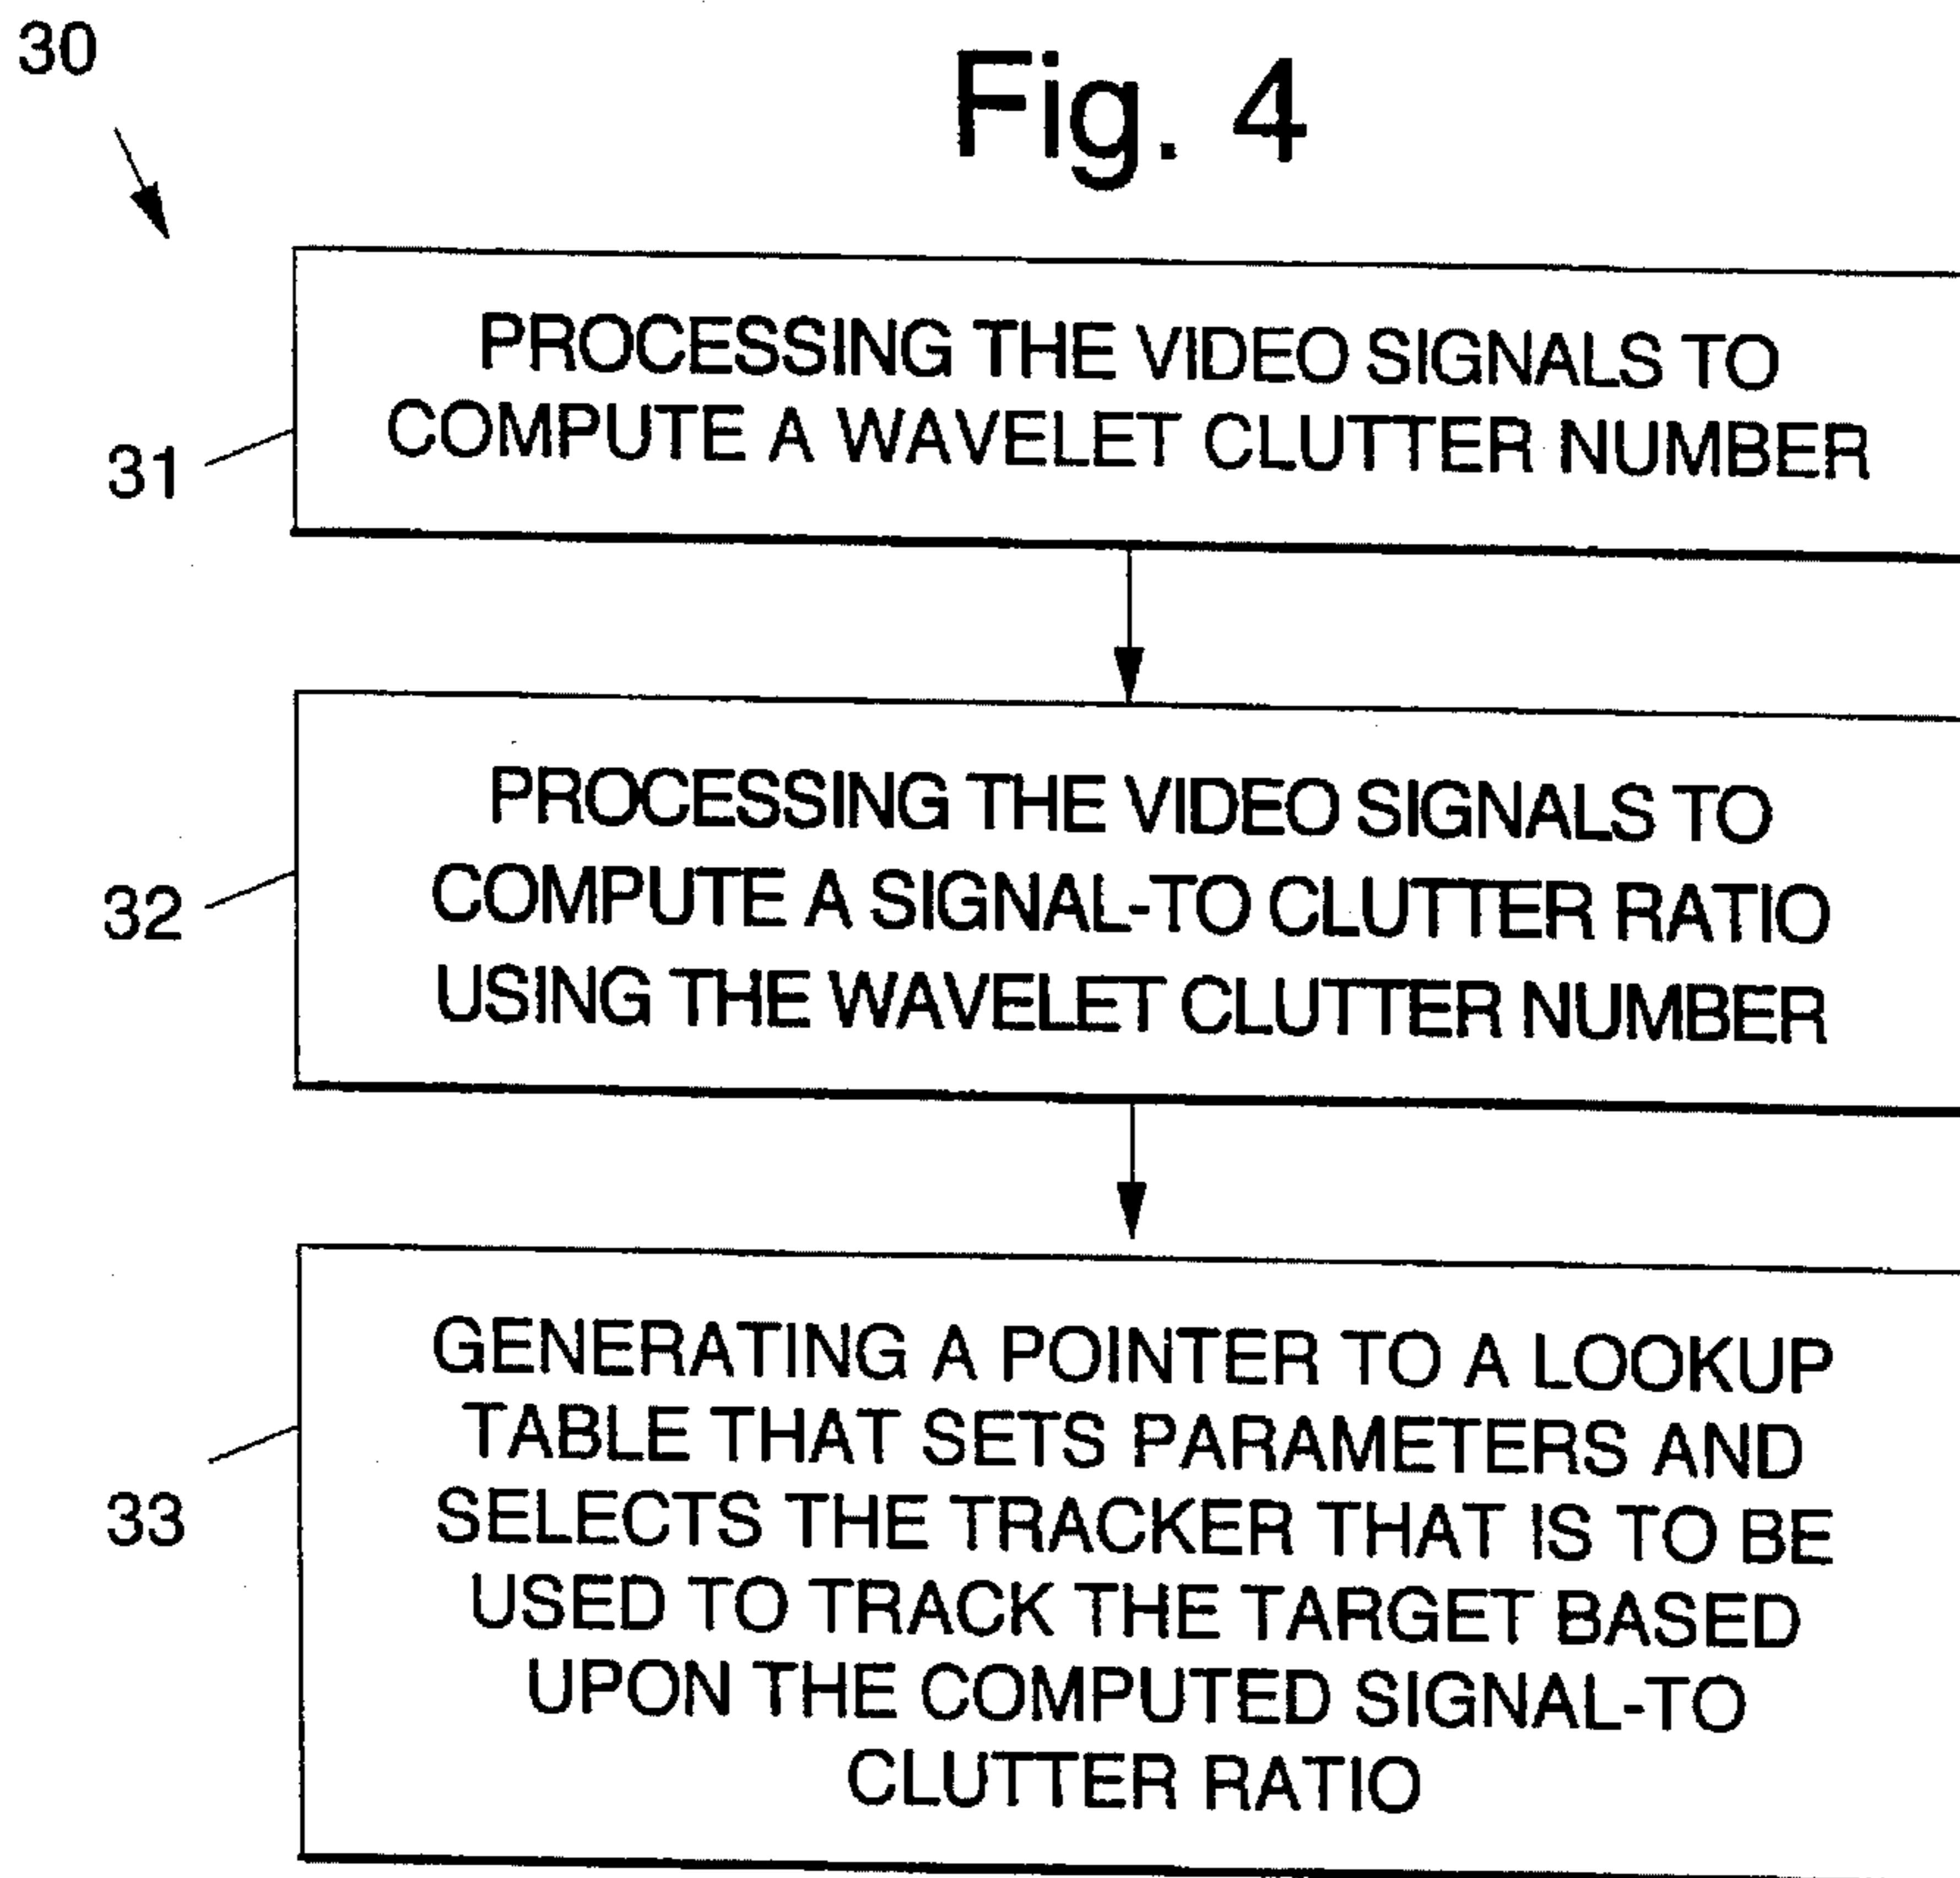 30
Fig. 4
PROCESSING THE VIDEO SIGNALS TO
COMPUTE A WAVELET CLUTTER NUMBER
31
PROCESSING THE VIDEO SIGNALS TO
COMPUTE A SIGNAL-TO CLUTTER RATIO
USING THE WAVELET CLUTTER NUMBER
32
GENERATING A POINTER TO A LOOKUP
TABLE THAT SETS PARAMETERS AND
SELECTS THE TRACKER THAT IS TO BE
USED TO TRACK THE TARGET BASED
UPON THE COMPUTED SIGNAL-TO
CLUTTER RATIO
33